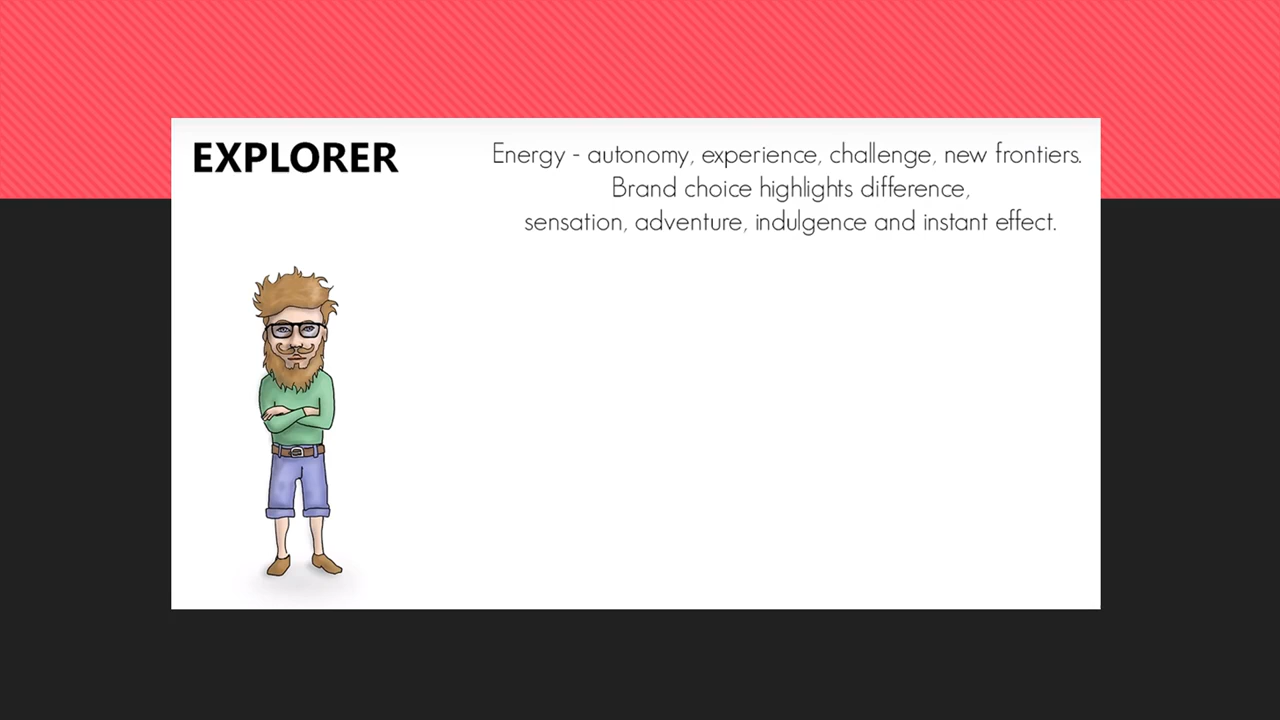 EXPLORER
Energy - autonomy, experience, challenge, new frontiers.
Brand choice highlights difference,
sensation, adventure, indulgence and instant effect.